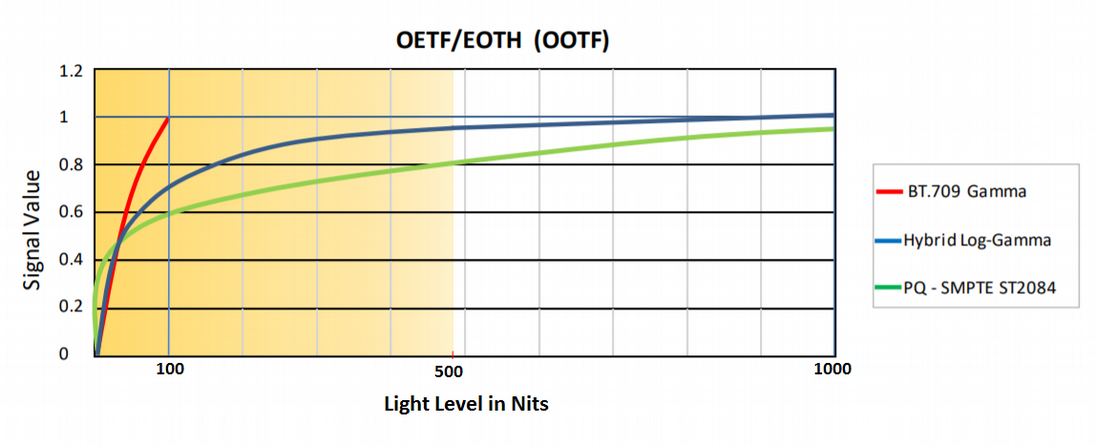 OETF/EOTH (OOTF)
1.2
1
0.8
0.6
0.4
0.2
0
Signal Value
100
500
1000
Light Level in Nits
BT.709 Gamma
Hybrid Log-Gamma
PQ - SMPTE ST2084